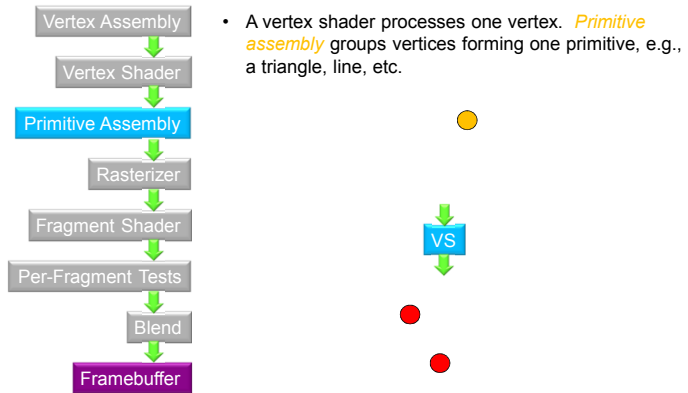 Vertex Assembly
Vertex Shader
Primitive Assembly
Rasterizer
Fragment Shader
Per-Fragment Tests
Blend
Framebuffer
• A vertex shader processes one vertex. Primitive
assembly groups vertices forming one primitive, e.g.,
a triangle, line, etc.
VS